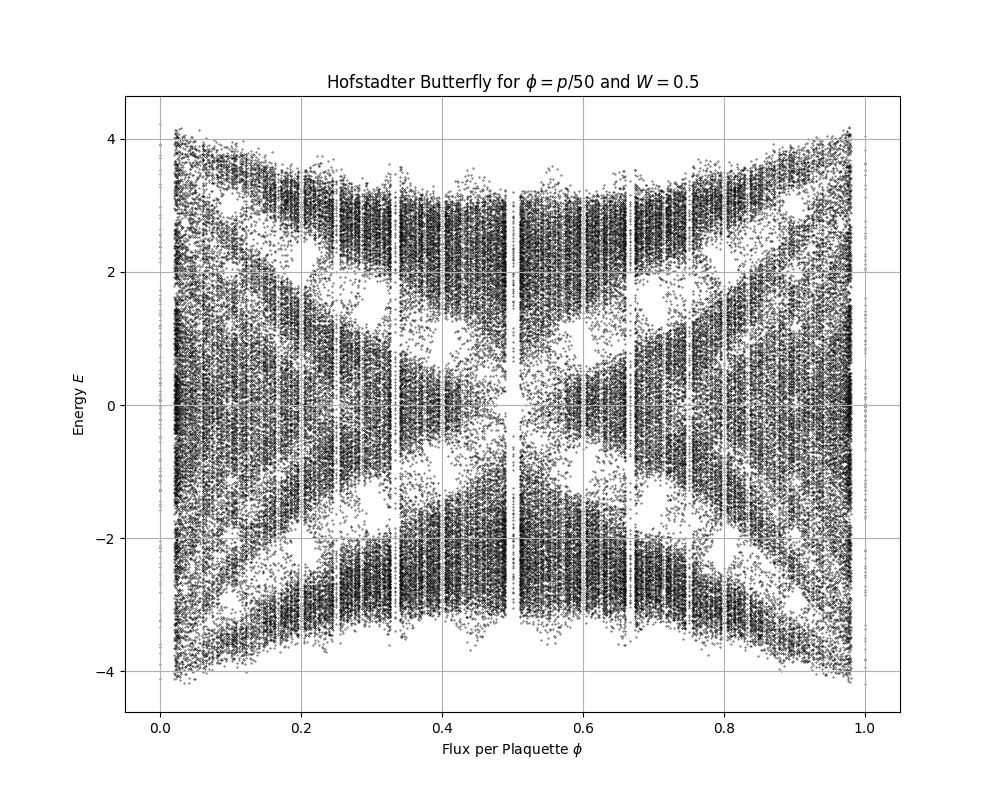 Hofstadter Butterfly for ϕ = p/50 and W = 0.5
Energy E
4
2
0
−2
−4
0.0 0.2 0.4 0.6 0.8 1.0
Flux per Plaquette ϕ